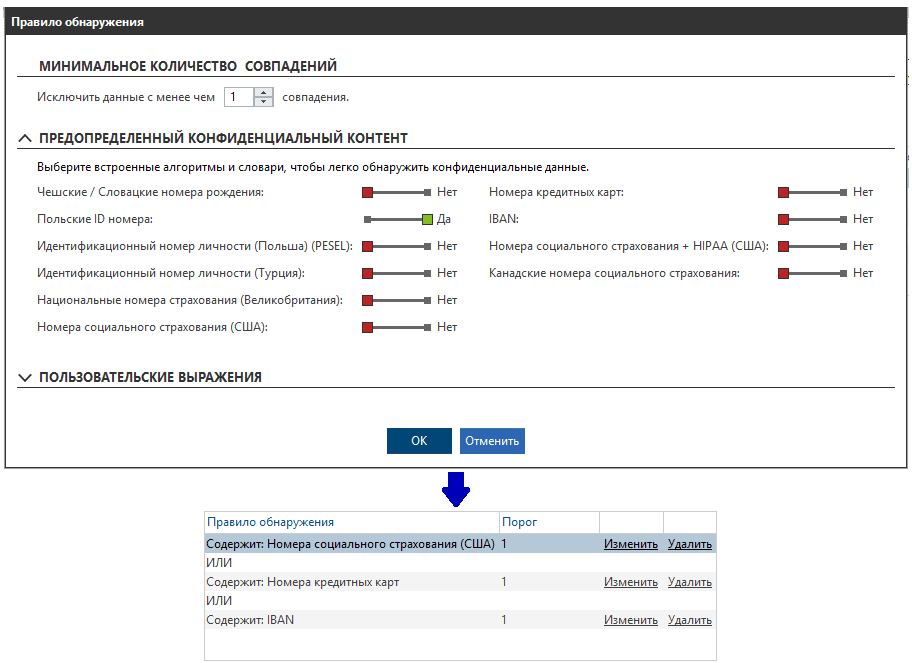 Правило обнаружения
МИНИМАЛЬНОЕ КОЛИЧЕСТВО СОВПАДЕНИЙ
Исключить данные с менее чем 1 совпадения.
ПРЕДОПРЕДЕЛЕННЫЙ КОНФИДЕНЦИАЛЬНЫЙ КОНТЕНТ
Выберите встроенные алгоритмы и словари, чтобы легко обнаружить конфиденциальные данные.
Чешские / Словацкие номера рождения: Нет Номера кредитных карт: Нет
Польские ID номера: Да IBAN: Нет
Идентификационный номер личности (Польша) (PESEL): Нет Номера социального страхования + HIPAA (США): Нет
Идентификационный номер личности (Турция): Нет Канадские номера социального страхования: Нет
Национальные номера страхования (Великобритания): Нет
Номера социального страхования (США): Нет
ПОЛЬЗОВАТЕЛЬСКИЕ ВЫРАЖЕНИЯ
OK Отменить
Правило обнаружения Порог
Содержит: Номера социального страхования (США) 1 Изменить Удалить
ИЛИ
Содержит: Номера кредитных карт 1 Изменить Удалить
ИЛИ
Содержит: IBAN 1 Изменить Удалить